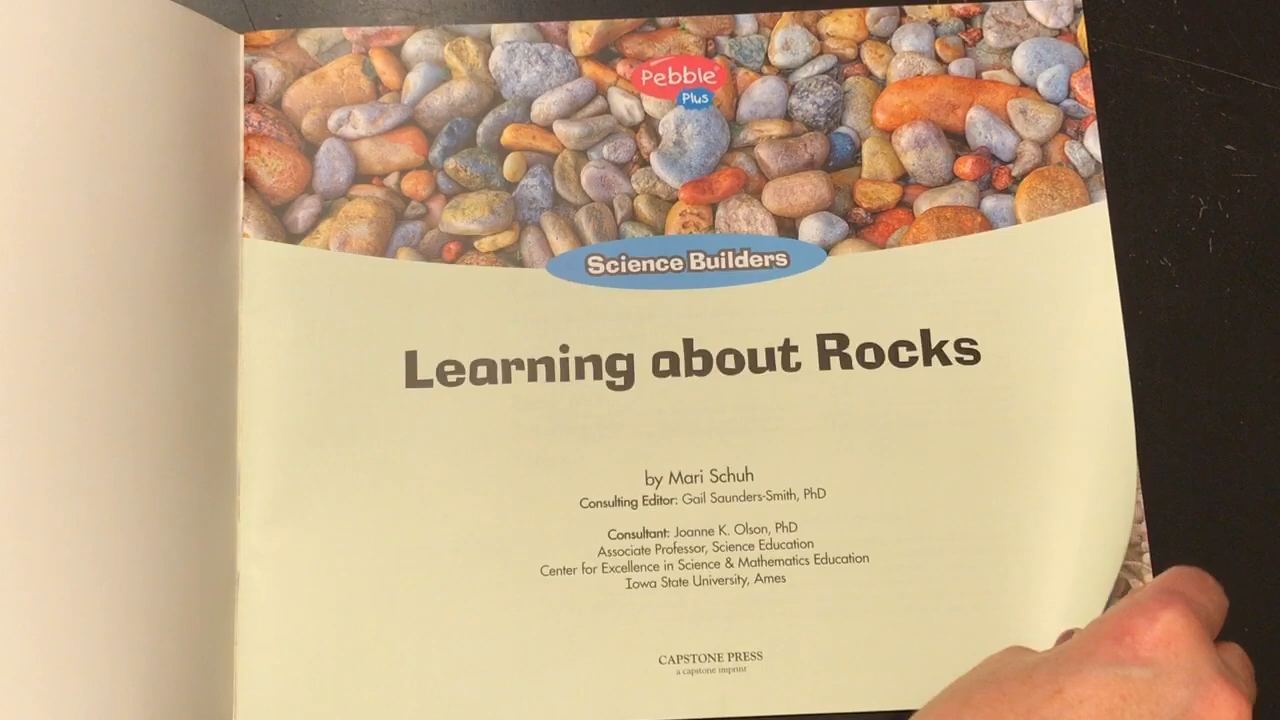 Pebble
Plus
Science Builders
Learning about Rocks
by Mari Schuh
Consulting Editor: Gail Saunders-Smith, PhD
Consultant: Joanne K. Olson, PhD
Associate Professor, Science Education
Center for Excellence in Science & Mathematics Education
Iowa State University, Ames
CAPSTONE PRESS
a capstone imprint